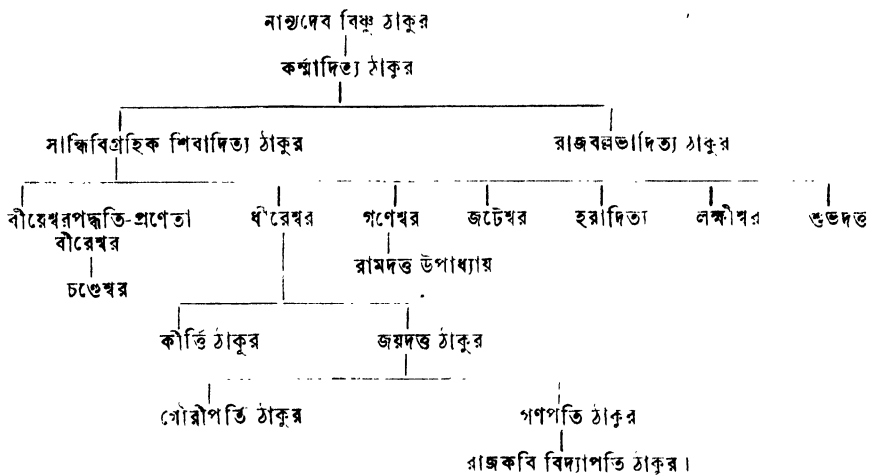 নান্যদেব বিষ্ণু ঠাকুর
কর্ম্মাদিত্য ঠাকুর
সান্ধিবিগ্রহিক শিবাদিত্য ঠাকুর রাজবল্লভাদিত্য ঠাকুর
বীরেশ্বরপদ্ধতি-প্রণেতা ধীরেশ্বর গণেশ্বর জটেশ্বর হরাদিত্য লক্ষীশ্বর শুভদত্ত
বীরেশ্বর
রামদত্ত উপাধ্যায়
চণ্ডেশ্বর
কীর্ত্তি ঠাকুর জয়দত্ত ঠাকুর
গৌরীপতি ঠাকুর গণপতি ঠাকুর
রাজকবি বিদ্যাপতি ঠাকুর।